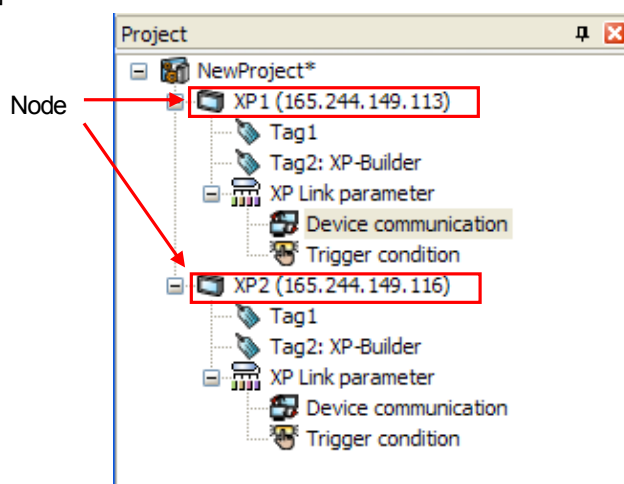 Project
NewProject*
Node
XP1 (165.244.149.113)
Tag1
Tag2: XP-Builder
XP Link parameter
Device communication
Trigger condition
XP2 (165.244.149.116)
Tag1
Tag2: XP-Builder
XP Link parameter
Device communication
Trigger condition